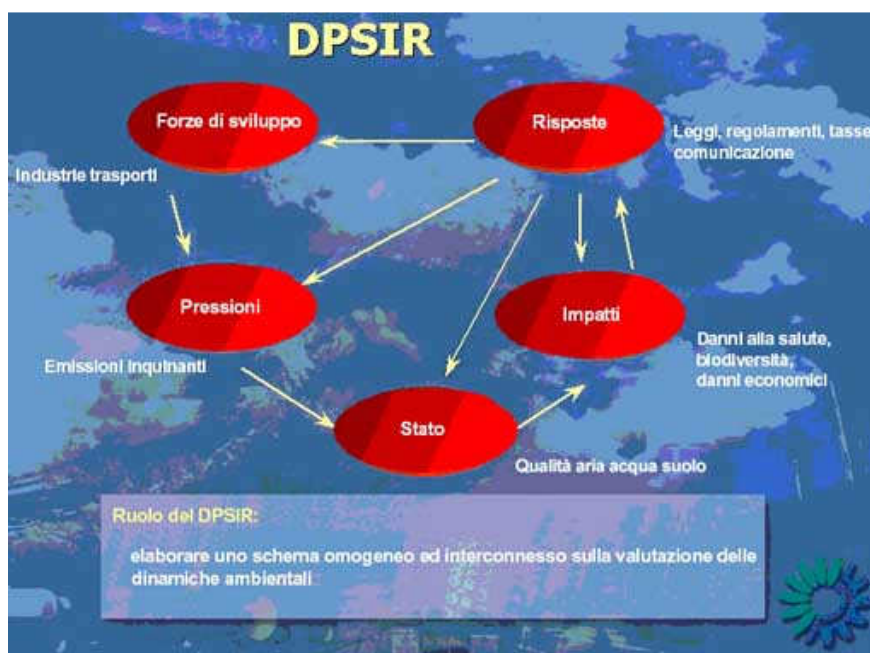 DPSIR
Forze di sviluppo
Risposte
Leggi, regolamenti, tasse
comunicazione
Industrie trasporti
Pressioni
Impatti
Emissioni inquinanti
Danni alla salute,
biodiversità,
danni economici
Stato
Qualità aria acqua suolo
Ruolo del DPSIR:
elaborare uno schema omogeneo ed interconnesso sulla valutazione delle
dinamiche ambientali